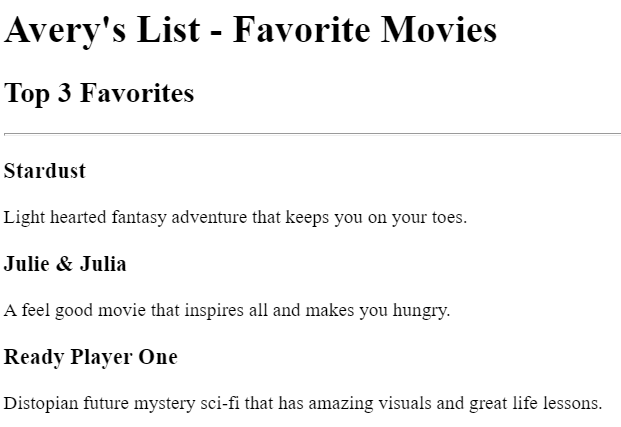 Avery's List - Favorite Movies
Top 3 Favorites
Stardust
Light hearted fantasy adventure that keeps you on your toes.
Julie & Julia
A feel good movie that inspires all and makes you hungry.
Ready Player One
Distopian future mystery sci-fi that has amazing visuals and great life lessons.